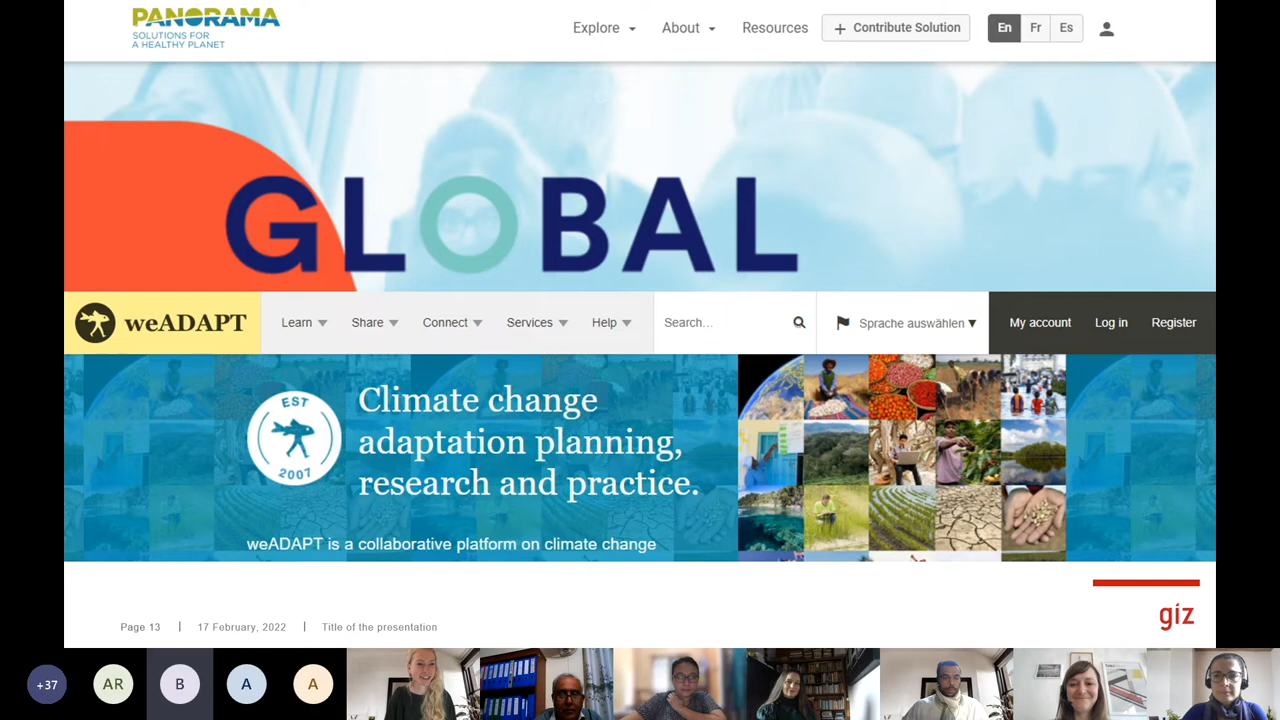 PANORAMA
SOLUTIONS FOR
A HEALTHY PLANET
Explore About Resources + Contribute Solution En Fr Es
GLOBAL
weADAPT Learn Share Connect Services Help Search... Sprache auswählen My account Log in Register
EST
2007
Climate change
adaptation planning,
research and practice.
weADAPT is a collaborative platform on climate change
giz
Page 13 | 17 February, 2022 | Title of the presentation
+37 AR B A A